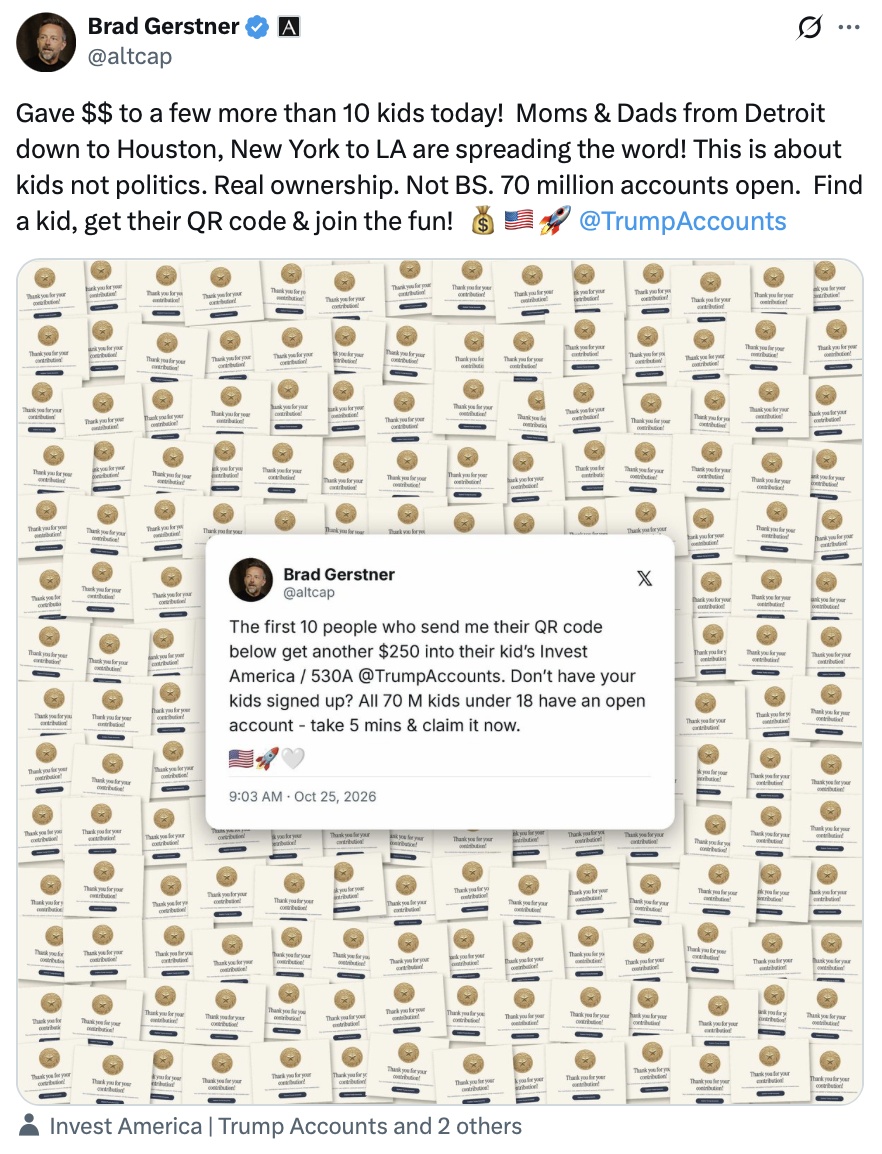 Brad Gerstner
@altcap
Gave $$ to a few more than 10 kids today!  Moms & Dads from Detroit
down to Houston, New York to LA are spreading the word! This is about
kids not politics. Real ownership. Not BS. 70 million accounts open.  Find
a kid, get their QR code & join the fun!  💰 🇺🇸 🚀 @TrumpAccounts
Thank you for your
contribution!
Brad Gerstner
@altcap
𝕏
The first 10 people who send me their QR code
below get another $250 into their kid’s Invest
America / 530A @TrumpAccounts. Don’t have your
kids signed up? All 70 M kids under 18 have an open
account - take 5 mins & claim it now.
🇺🇸🚀🤍
9:03 AM · Oct 25, 2026
Invest America | Trump Accounts and 2 others